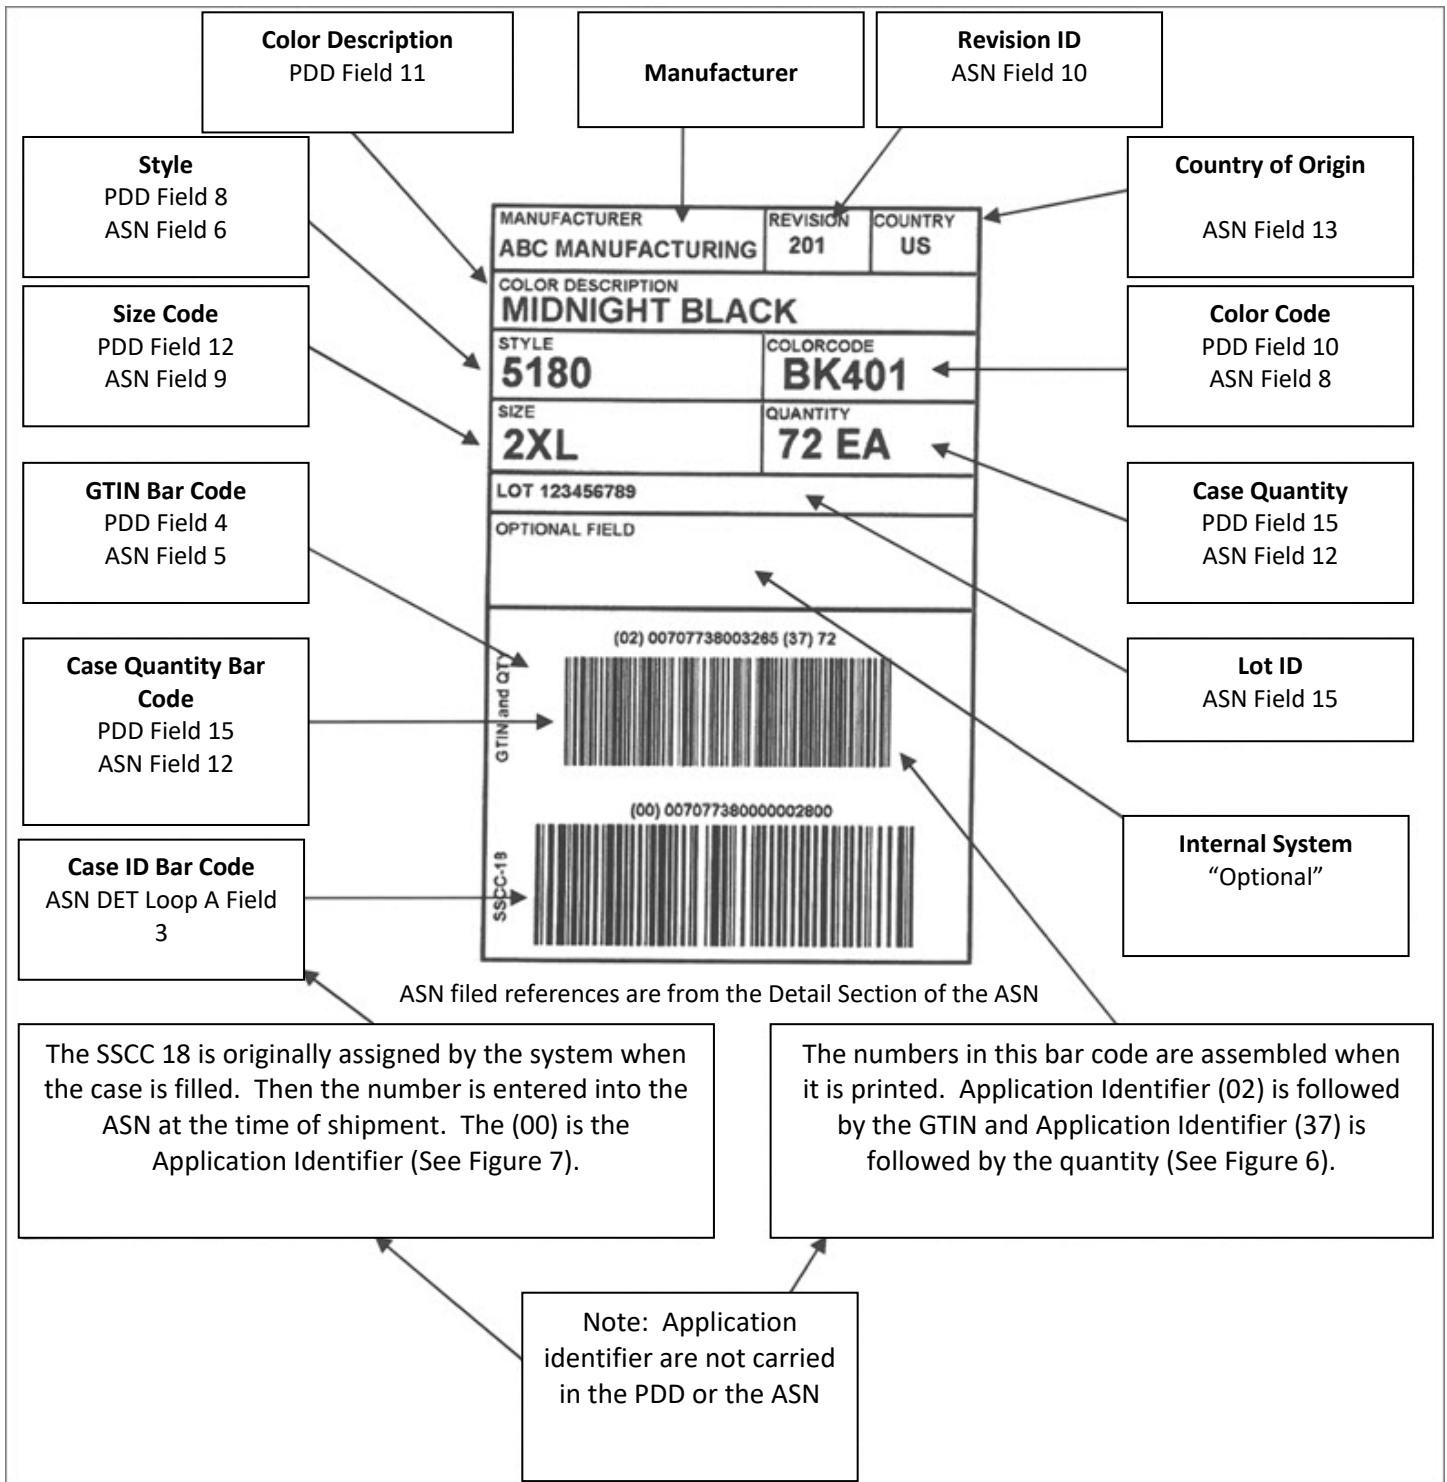 Color Description
PDD Field 11
Manufacturer
Revision ID
ASN Field 10
Style
PDD Field 8
ASN Field 6
Country of Origin
ASN Field 13
Size Code
PDD Field 12
ASN Field 9
Color Code
PDD Field 10
ASN Field 8
GTIN Bar Code
PDD Field 4
ASN Field 5
Case Quantity
PDD Field 15
ASN Field 12
Case Quantity Bar
Code
PDD Field 15
ASN Field 12
Lot ID
ASN Field 15
Case ID Bar Code
ASN DET Loop A Field
3
Internal System
“Optional”
MANUFACTURER
ABC MANUFACTURING
REVISION
201
COUNTRY
US
COLOR DESCRIPTION
MIDNIGHT BLACK
STYLE
5180
COLORCODE
BK401
SIZE
2XL
QUANTITY
72 EA
LOT 123456789
OPTIONAL FIELD
(02) 00707738003265 (37) 72
GTIN and QTY
(00) 007077380000002800
SSCC-18
ASN filed references are from the Detail Section of the ASN
The SSCC 18 is originally assigned by the system when
the case is filled. Then the number is entered into the
ASN at the time of shipment. The (00) is the
Application Identifier (See Figure 7).
The numbers in this bar code are assembled when
it is printed. Application Identifier (02) is followed
by the GTIN and Application Identifier (37) is
followed by the quantity (See Figure 6).
Note: Application
identifier are not carried
in the PDD or the ASN